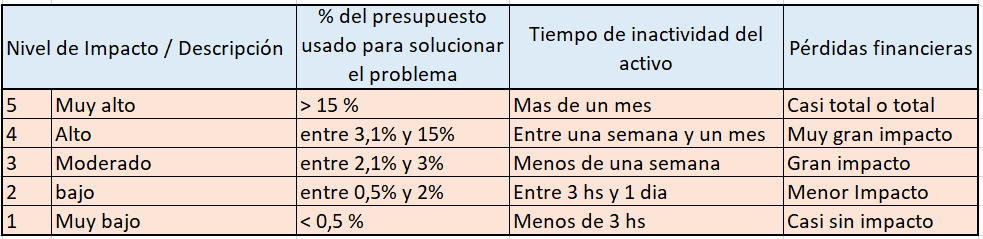 Nivel de Impacto / Descripción
% del presupuesto
usado para solucionar
el problema
Tiempo de inactividad del
activo
Pérdidas financieras
5 Muy alto > 15 % Mas de un mes Casi total o total
4 Alto entre 3,1% y 15% Entre una semana y un mes Muy gran impacto
3 Moderado entre 2,1% y 3% Menos de una semana Gran impacto
2 bajo entre 0,5% y 2% Entre 3 hs y 1 dia Menor Impacto
1 Muy bajo < 0,5 % Menos de 3 hs Casi sin impacto